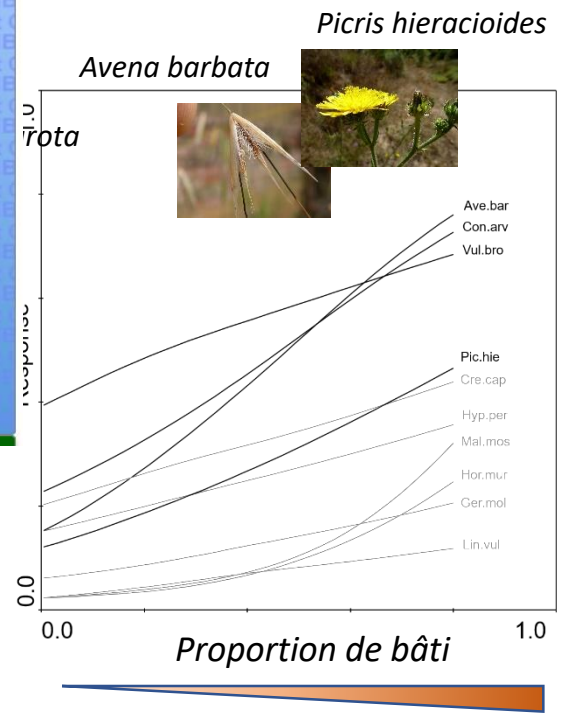 Picris hieracioides
Avena barbata
rota
Ave.bar
Con.arv
Vul.bro
Pic.hie
Cre.cap
Hyp.per
Mal.mos
Hor.mur
Ger.mol
Lin.vul
0.0
0.0
1.0
Proportion de bâti